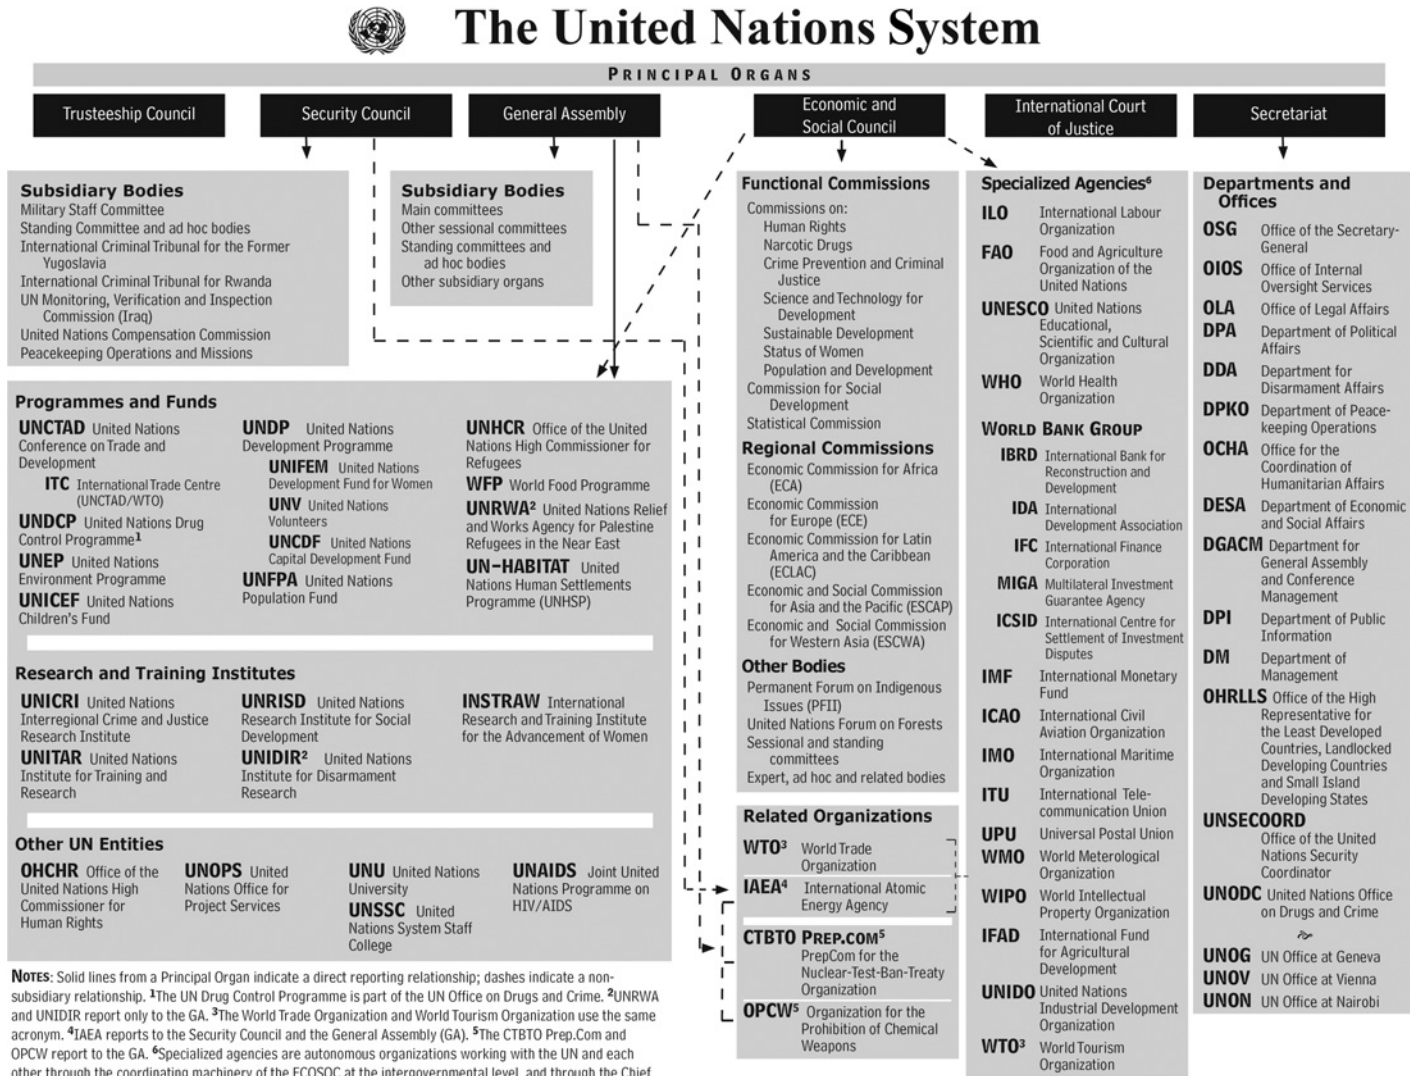 The United Nations System
PRINCIPAL ORGANS
Trusteeship Council
Security Council
General Assembly
Economic and
Social Council
International Court
of Justice
Secretariat
Subsidiary Bodies
Military Staff Committee
Standing Committee and ad hoc bodies
International Criminal Tribunal for the Former
Yugoslavia
International Criminal Tribunal for Rwanda
UN Monitoring, Verification and Inspection
Commission (Iraq)
United Nations Compensation Commission
Peacekeeping Operations and Missions
Subsidiary Bodies
Main committees
Other sessional committees
Standing committees and
ad hoc bodies
Other subsidiary organs
Programmes and Funds
UNCTAD United Nations
Conference on Trade and
Development
ITC International Trade Centre
(UNCTAD/WTO)
UNDCP United Nations Drug
Control Programme¹
UNEP United Nations
Environment Programme
UNICEF United Nations
Children's Fund
UNDP United Nations
Development Programme
UNIFEM United Nations
Development Fund for Women
UNV United Nations
Volunteers
UNCDF United Nations
Capital Development Fund
UNFPA United Nations
Population Fund
UNHCR Office of the United
Nations High Commissioner for
Refugees
WFP World Food Programme
UNRWA² United Nations Relief
and Works Agency for Palestine
Refugees in the Near East
UN-HABITAT United
Nations Human Settlements
Programme (UNHSP)
Research and Training Institutes
UNICRI United Nations
Interregional Crime and Justice
Research Institute
UNITAR United Nations
Institute for Training and
Research
UNRISD United Nations
Research Institute for Social
Development
UNIDIR² United Nations
Institute for Disarmament
Research
INSTRAW International
Research and Training Institute
for the Advancement of Women
Other UN Entities
OHCHR Office of the
United Nations High
Commissioner for
Human Rights
UNOPS United
Nations Office for
Project Services
UNU United Nations
University
UNSSC United
Nations System Staff
College
UNAIDS Joint United
Nations Programme on
HIV/AIDS
Functional Commissions
Commissions on:
Human Rights
Narcotic Drugs
Crime Prevention and Criminal
Justice
Science and Technology for
Development
Sustainable Development
Status of Women
Population and Development
Commission for Social
Development
Statistical Commission
Regional Commissions
Economic Commission for Africa
(ECA)
Economic Commission
for Europe (ECE)
Economic Commission for Latin
America and the Caribbean
(ECLAC)
Economic and Social Commission
for Asia and the Pacific (ESCAP)
Economic and Social Commission
for Western Asia (ESCWA)
Other Bodies
Permanent Forum on Indigenous
Issues (PFII)
United Nations Forum on Forests
Sessional and standing
committees
Expert, ad hoc and related bodies
Related Organizations
WTO³ World Trade
Organization
IAEA⁴ International Atomic
Energy Agency
CTBTO PREP.COM⁵
PrepCom for the
Nuclear-Test-Ban-Treaty
Organization
OPCW⁵ Organization for the
Prohibition of Chemical
Weapons
Specialized Agencies⁶
ILO International Labour
Organization
FAO Food and Agriculture
Organization of the
United Nations
UNESCO United Nations
Educational,
Scientific and Cultural
Organization
WHO World Health
Organization
WORLD BANK GROUP
IBRD International Bank for
Reconstruction and
Development
IDA International
Development Association
IFC International Finance
Corporation
MIGA Multilateral Investment
Guarantee Agency
ICSID International Centre for
Settlement of Investment
Disputes
IMF International Monetary
Fund
ICAO International Civil
Aviation Organization
IMO International Maritime
Organization
ITU International Tele-
communication Union
UPU Universal Postal Union
WMO World Meterological
Organization
WIPO World Intellectual
Property Organization
IFAD International Fund
for Agricultural
Development
UNIDO United Nations
Industrial Development
Organization
WTO³ World Tourism
Organization
Departments and
Offices
OSG Office of the Secretary-
General
OIOS Office of Internal
Oversight Services
OLA Office of Legal Affairs
DPA Department of Political
Affairs
DDA Department for
Disarmament Affairs
DPKO Department of Peace-
keeping Operations
OCHA Office for the
Coordination of
Humanitarian Affairs
DESA Department of Economic
and Social Affairs
DGACM Department for
General Assembly
and Conference
Management
DPI Department of Public
Information
DM Department of
Management
OHRLLS Office of the High
Representative for
the Least Developed
Countries, Landlocked
Developing Countries
and Small Island
Developing States
UNSECOORD
Office of the United
Nations Security
Coordinator
UNODC United Nations Office
on Drugs and Crime
UNOG UN Office at Geneva
UNOV UN Office at Vienna
UNON UN Office at Nairobi
NOTES: Solid lines from a Principal Organ indicate a direct reporting relationship; dashes indicate a non-
subsidiary relationship. ¹The UN Drug Control Programme is part of the UN Office on Drugs and Crime. ²UNRWA
and UNIDIR report only to the GA. ³The World Trade Organization and World Tourism Organization use the same
acronym. ⁴IAEA reports to the Security Council and the General Assembly (GA). ⁵The CTBTO Prep.Com and
OPCW report to the GA. ⁶Specialized agencies are autonomous organizations working with the UN and each
other through the coordinating machinery of the ECOSOC at the intergovernmental level, and through the Chief